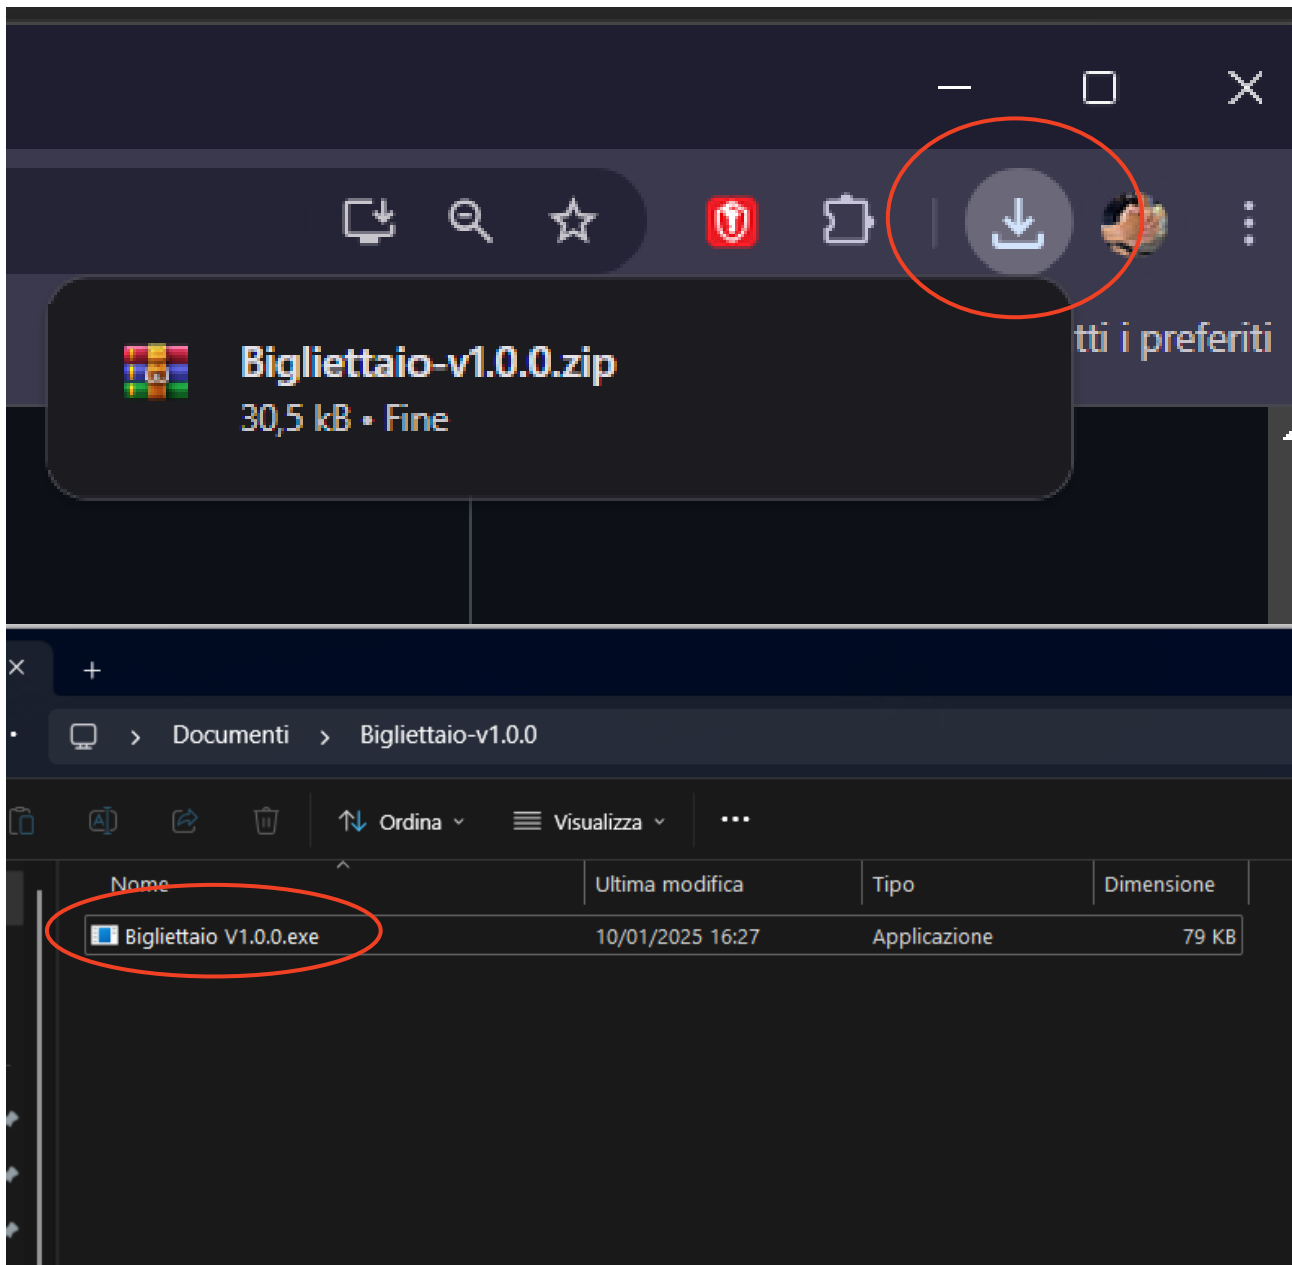 Bigliettaio-v1.0.0.zip
30,5 kB • Fine
tti i preferiti
Documenti > Bigliettaio-v1.0.0
Ordina Visualizza
Nome Ultima modifica Tipo Dimensione
Bigliettaio V1.0.0.exe 10/01/2025 16:27 Applicazione 79 KB